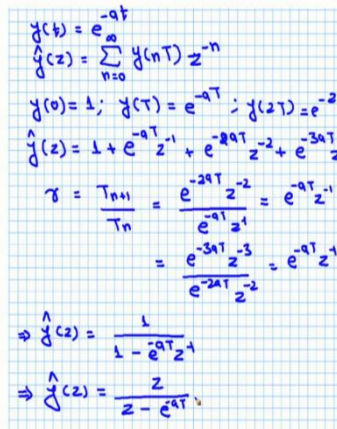 y(t) = e^{-at}
ŷ(z) = ∑_{n=0}^{∞} y(nT) z^{-n}
y(0) = 1; y(T) = e^{-aT}; y(2T) = e^{-2
ŷ(z) = 1 + e^{-aT} z^{-1} + e^{-2aT} z^{-2} + e^{-3aT} z
r = T_{n+1}/T_n = e^{-2aT} z^{-2} / e^{-aT} z^{-1} = e^{-aT} z^{-1}
= e^{-3aT} z^{-3} / e^{-2aT} z^{-2} = e^{-aT} z^{-1}
⇒ ŷ(z) = 1 / (1 - e^{-aT} z^{-1})
⇒ ŷ(z) = z / (z - e^{-aT})